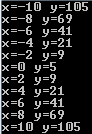 x=-10 y=105
x=-8 y=69
x=-6 y=41
x=-4 y=21
x=-2 y=9
x=0 y=5
x=2 y=9
x=4 y=21
x=6 y=41
x=8 y=69
x=10 y=105